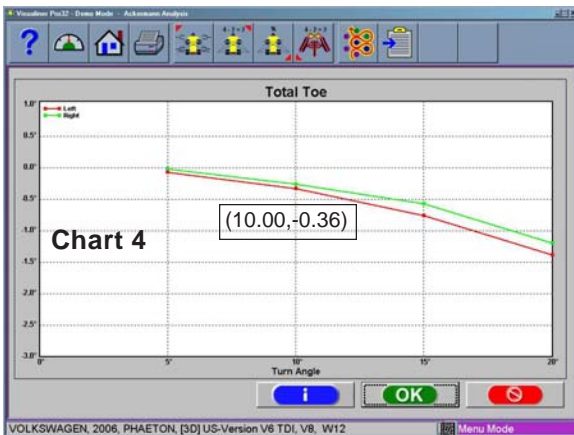 Visualiner Pro32 - Demo Mode - Ackermann Analysis
Total Toe
Left
Right
1.0°
0.5°
0.0°
0.5°
1.0°
1.5°
2.5°
3.0°
(10.00,-0.36)
Chart 4
0°
5°
10°
15°
20°
Turn Angle
i
OK
VOLKSWAGEN, 2006, PHAETON, [3D] US-Version V6 TDI, V8, W12
Menu Mode